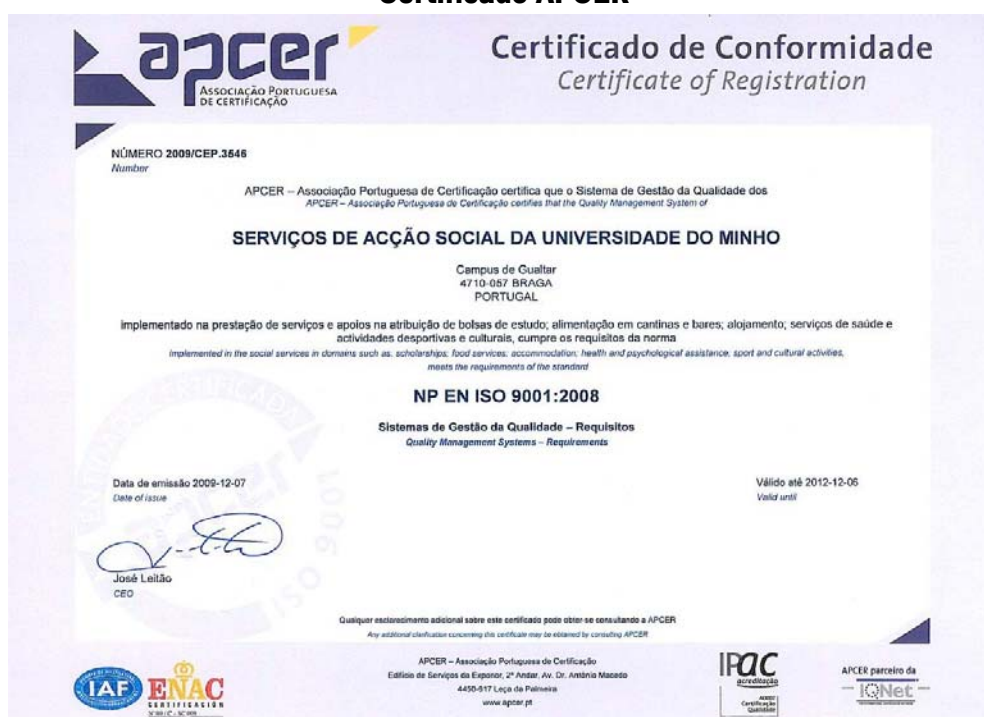 Certificado APCER
apcer
ASSOCIAÇÃO PORTUGUESA
DE CERTIFICAÇÃO
Certificado de Conformidade
Certificate of Registration
NÚMERO 2009/CEP.3546
Number
APCER – Associação Portuguesa de Certificação certifica que o Sistema de Gestão da Qualidade dos
APCER – Associação Portuguesa de Certificação certifies that the Quality Management System of
SERVIÇOS DE ACÇÃO SOCIAL DA UNIVERSIDADE DO MINHO
Campus de Gualtar
4710-057 BRAGA
PORTUGAL
implementado na prestação de serviços e apoios na atribuição de bolsas de estudo; alimentação em cantinas e bares; alojamento; serviços de saúde e
actividades desportivas e culturais, cumpre os requisitos da norma
implemented in the social services in domains such as: scholarships; food services; accommodation; health and psychological assistance; sport and cultural activities,
meets the requirements of the standard
NP EN ISO 9001:2008
Sistemas de Gestão da Qualidade – Requisitos
Quality Management Systems – Requirements
Data de emissão 2009-12-07
Date of issue
Válido até 2012-12-06
Valid until
José Leitão
CEO
ENTIDADE CERTIFICADA
apcer
ISO 9001
Qualquer esclarecimento adicional sobre este certificado pode obter-se consultando a APCER
Any additional clarification concerning this certificate may be obtained by consulting APCER
IAF
ENAC
CERTIFICACIÓN
APCER – Associação Portuguesa de Certificação
Edifício de Serviços da Exponor, 2º Andar, Av. Dr. António Macedo
4450-617 Leça da Palmeira
www.apcer.pt
IPAC
acreditação
Certificação
Qualidade
APCER parceiro da
IQNet